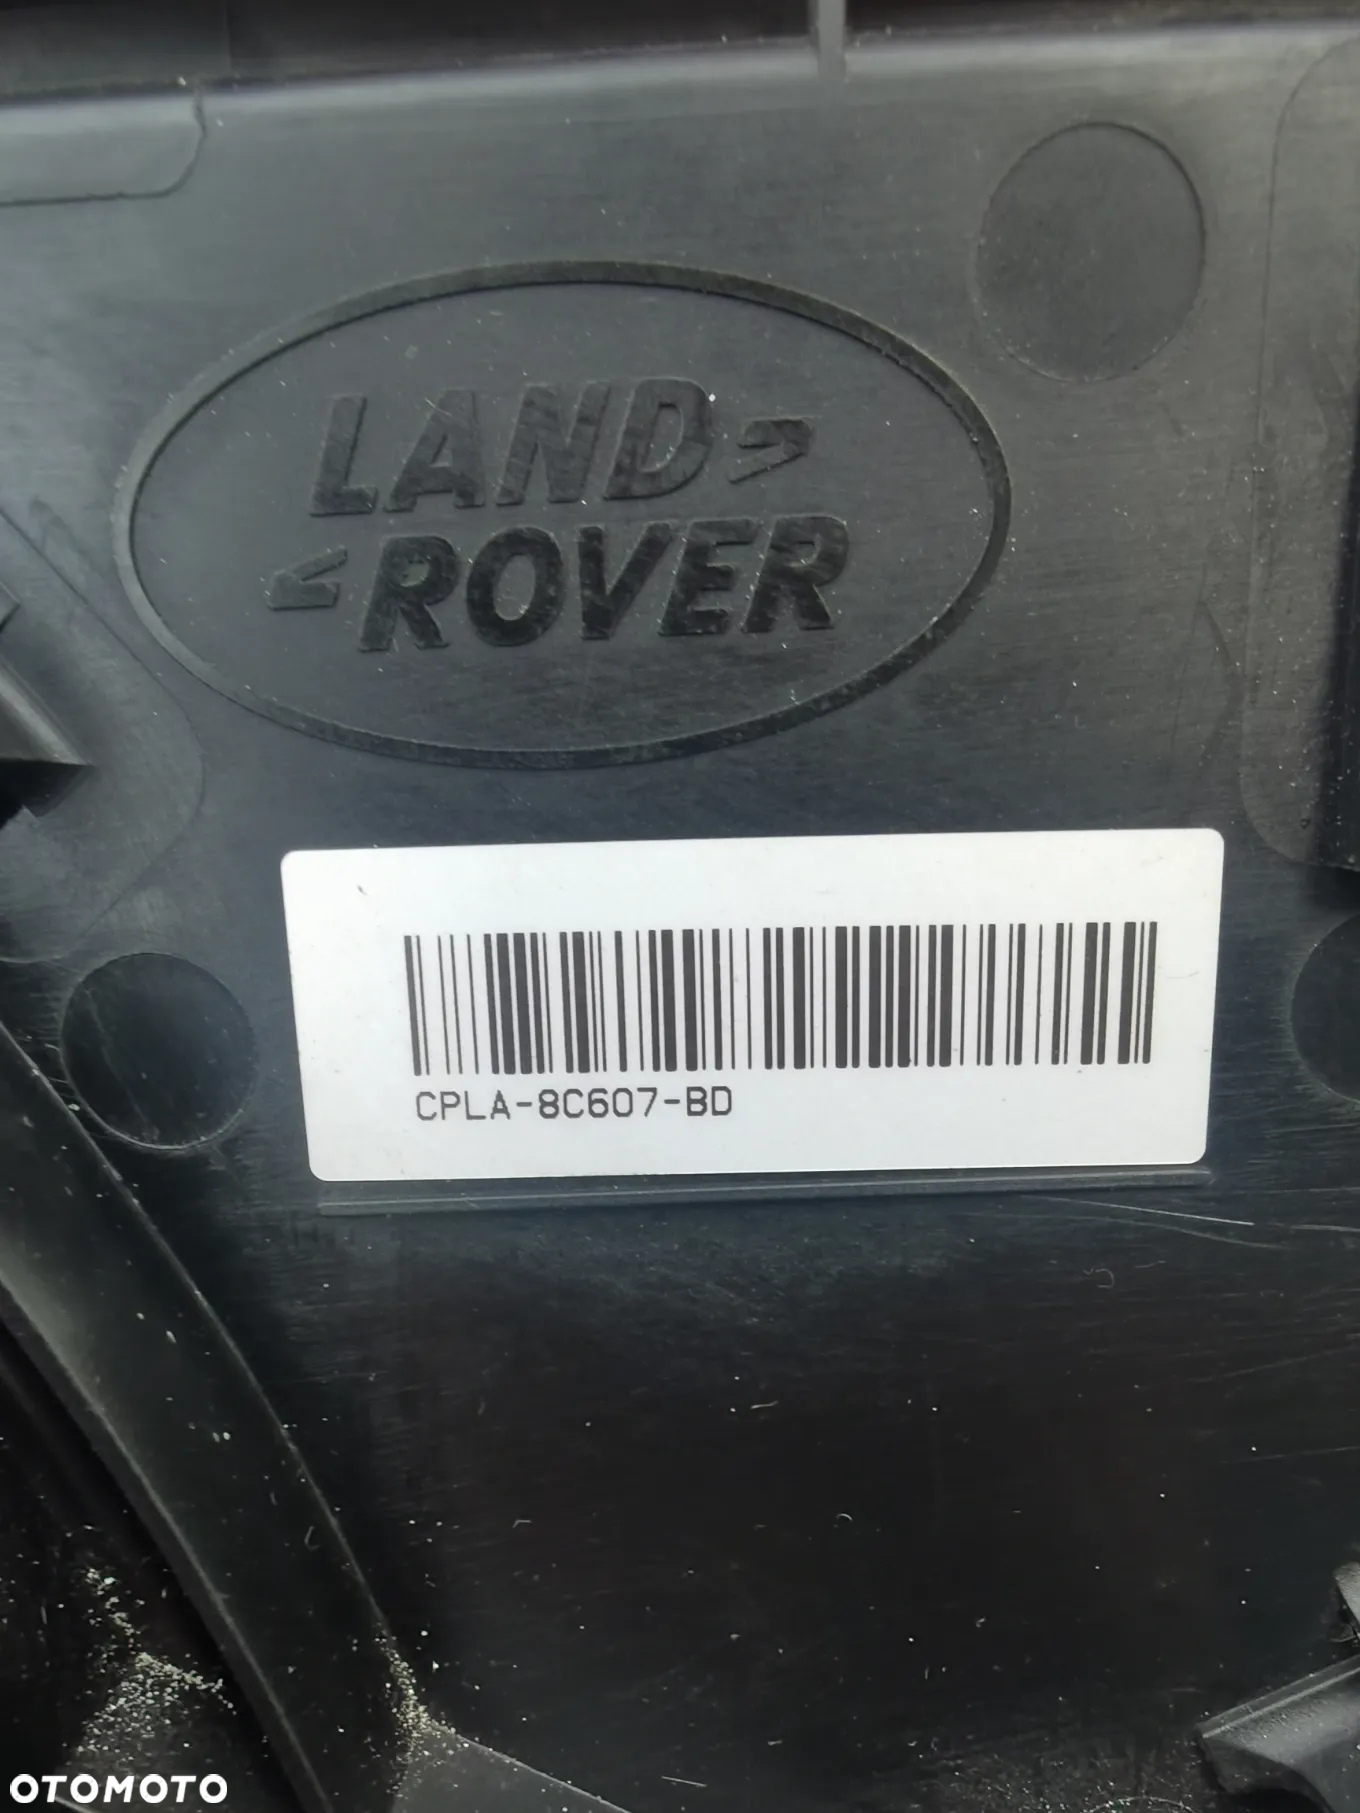 LAND
ROVER
CPLA-8C607-BD
OTOMOTO